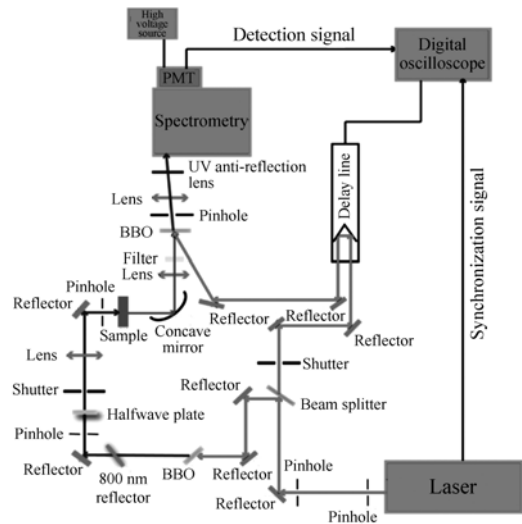 High
voltage
source
Detection signal
Digital
oscilloscope
PMT
Spectrometry
UV anti-reflection
lens
Lens
Pinhole
BBO
Delay line
Synchronization signal
Filter
Lens
Pinhole
Reflector
Sample
Concave
mirror
Reflector
Reflector
Reflector
Lens
Shutter
Shutter
Reflector
Halfwave plate
Beam splitter
Pinhole
Reflector
800 nm
reflector
BBO
Reflector
Pinhole
Reflector
Laser
Pinhole